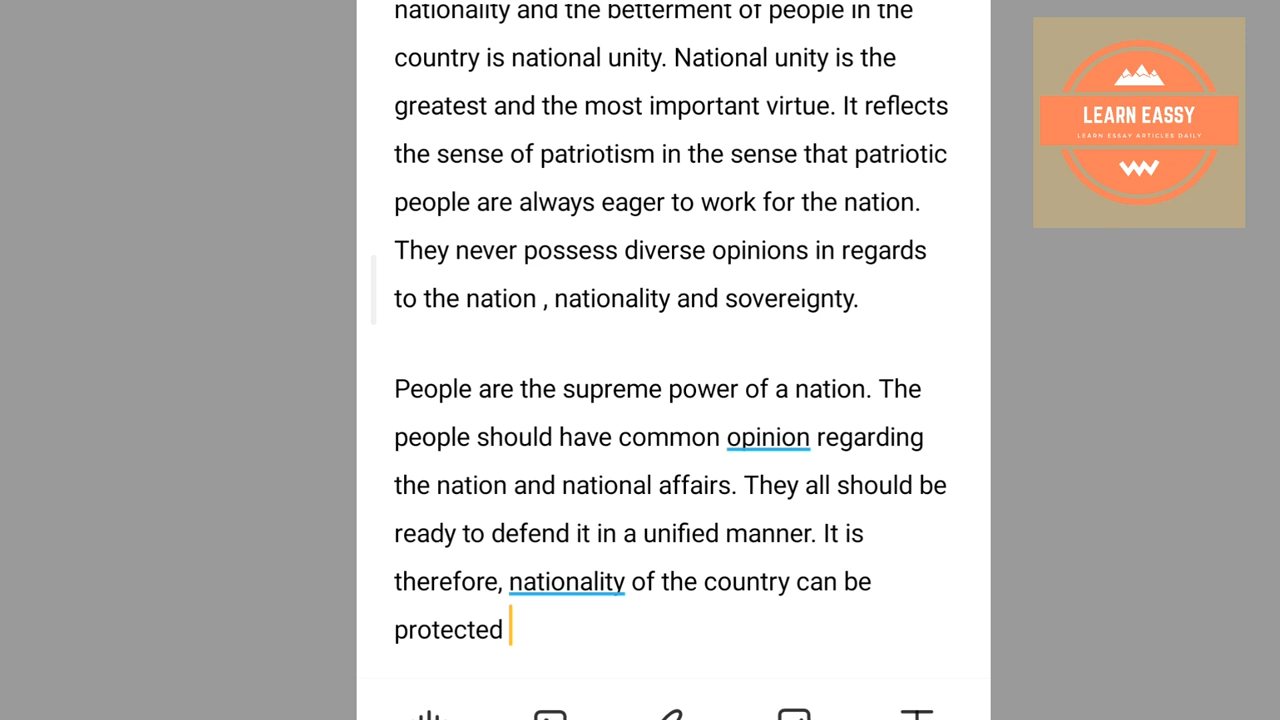 nationality and the betterment of people in the
country is national unity. National unity is the
greatest and the most important virtue. It reflects
the sense of patriotism in the sense that patriotic
people are always eager to work for the nation.
They never possess diverse opinions in regards
to the nation , nationality and sovereignty.
People are the supreme power of a nation. The
people should have common opinion regarding
the nation and national affairs. They all should be
ready to defend it in a unified manner. It is
therefore, nationality of the country can be
protected
LEARN EASSY
LEARN ESSAY ARTICLES DAILY